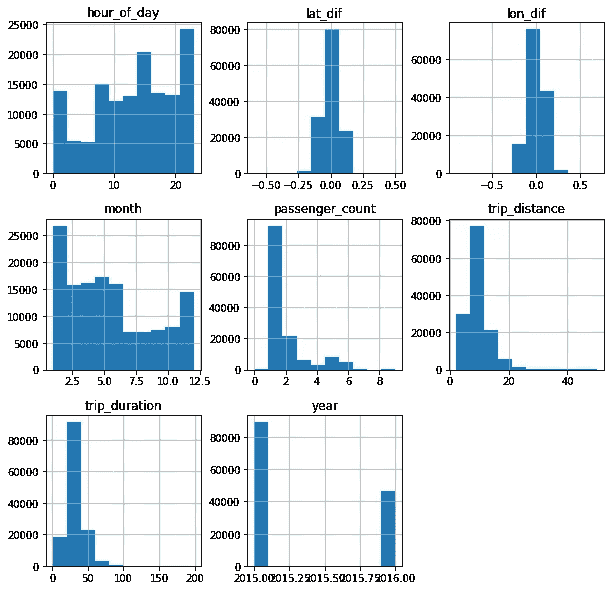 hour_of_day lat_dif lon_dif
25000 20000 15000 10000 5000 0
0 10 20
80000 60000 40000 20000 0
−0.50 −0.25 0.00 0.25 0.50
60000 40000 20000 0
−0.5 0.0 0.5
month passenger_count trip_distance
25000 20000 15000 10000 5000 0
2.5 5.0 7.5 10.0 12.5
80000 60000 40000 20000 0
0 2 4 6 8
80000 60000 40000 20000 0
0 20 40
trip_duration year
80000 60000 40000 20000 0
0 50 100 150 200
80000 60000 40000 20000 0
2015.00 2015.25 2015.50 2015.75 2016.00